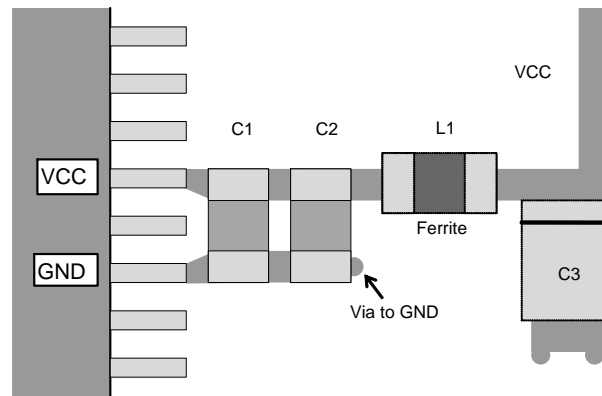 VCC
C1
C2
L1
VCC
Ferrite
GND
C3
Via to GND